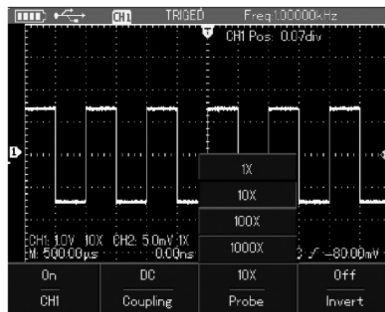 CH1 TRIGED Freq1.00000kHz
T
CH1 Pos: 0.07div
1
1X
10X
100X
1000X
CH1: 1.0V 10X CH2: 5.0mV 1X
M: 500.00μs 0.00ns -80.00mV
On DC 10X Off
CH1 Coupling Probe Invert